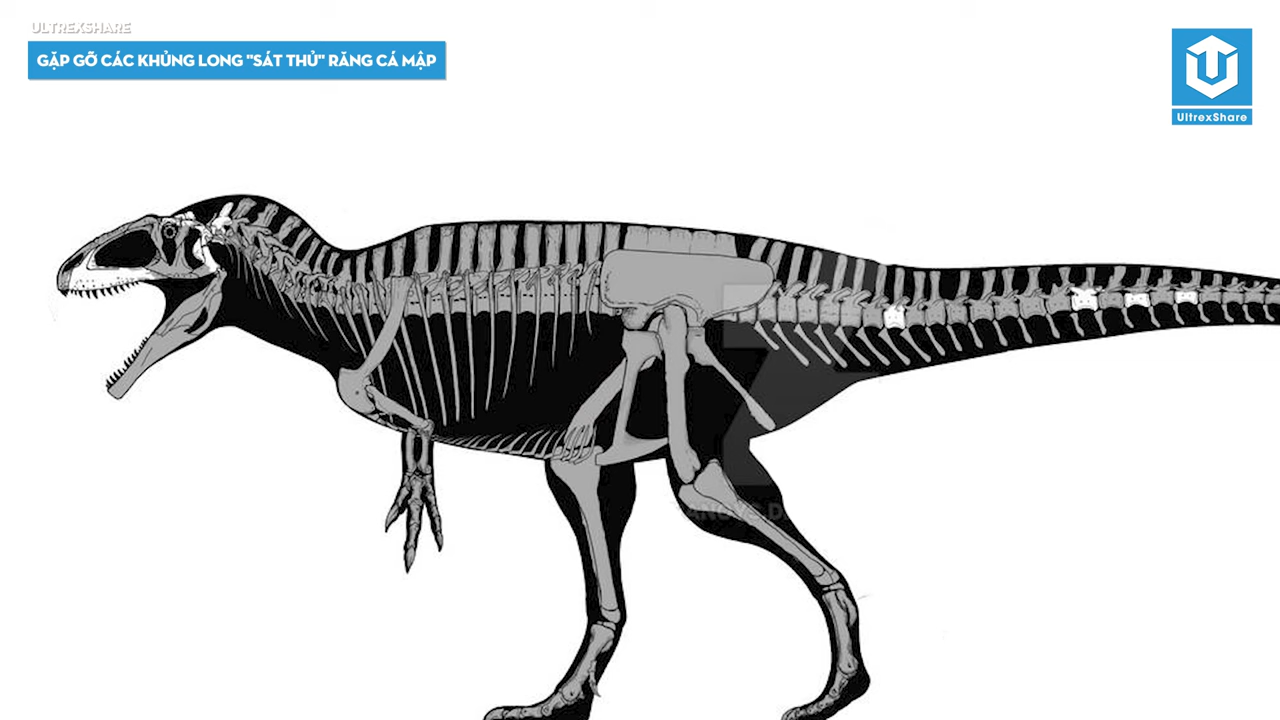 ULTREXSHARE
GẶP GỠ CÁC KHỦNG LONG "SÁT THỦ" RĂNG CÁ MẬP
UltrexShare